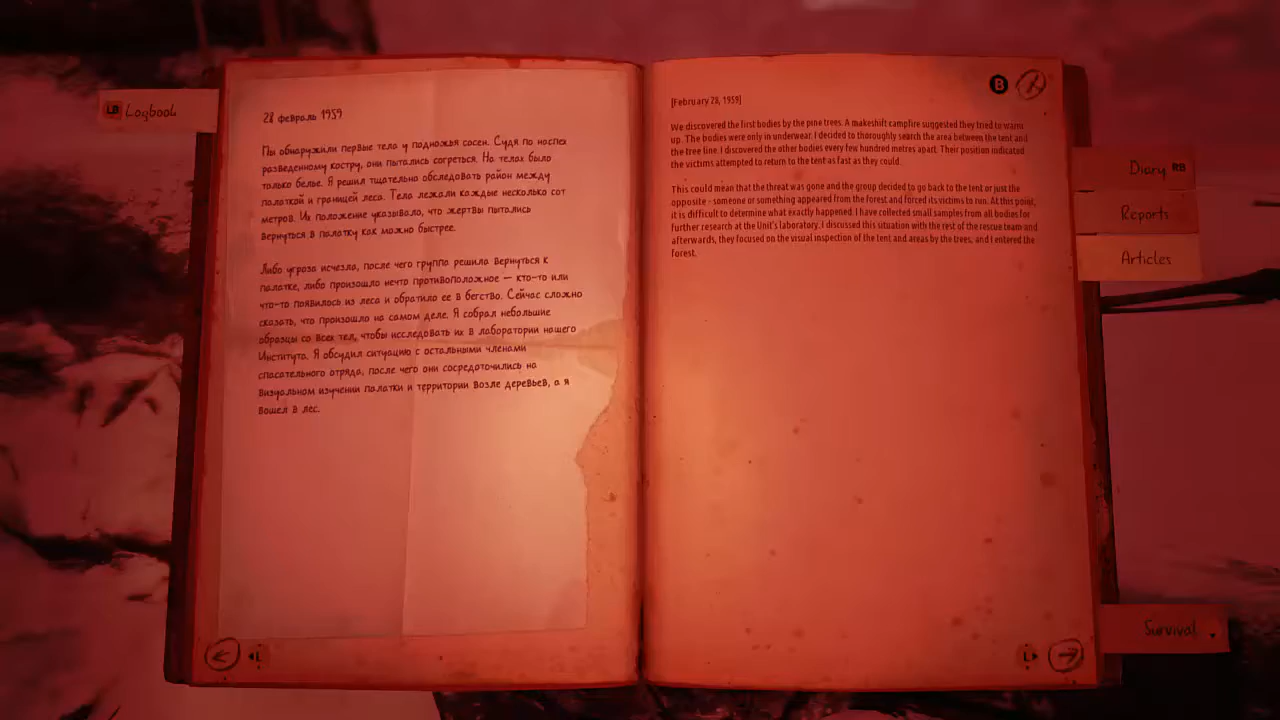 LB Logbook
28 февраль 1959
Мы обнаружили первые тела у подножья сосен. Судя по наспех
разведенному костру, они пытались согреться. На телах было
только белье. Я решил тщательно обследовать район между
палаткой и границей леса. Тела лежали каждые несколько сот
метров. Их положение указывало, что жертвы пытались
вернуться в палатку как можно быстрее.
Либо угроза исчезла, после чего группа решила вернуться к
палатке, либо произошло нечто противоположное — кто-то или
что-то появилось из леса и обратило ее в бегство. Сейчас сложно
сказать, что произошло на самом деле. Я собрал небольшие
образцы со всех тел, чтобы исследовать их в лаборатории нашего
Института. Я обсудил ситуацию с остальными членами
спасательного отряда, после чего они сосредоточились на
визуальном изучении палатки и территории возле деревьев, а я
вошел в лес.
L
B
[February 28, 1959]
We discovered the first bodies by the pine trees. A makeshift campfire suggested they tried to warm
up. The bodies were only in underwear. I decided to thoroughly search the area between the tent and
the tree line. I discovered the other bodies every few hundred metres apart. Their position indicated
the victims attempted to return to the tent as fast as they could.
This could mean that the threat was gone and the group decided to go back to the tent or just the
opposite - someone or something appeared from the forest and forced its victims to run. At this point,
it is difficult to determine what exactly happened. I have collected small samples from all bodies for
further research at the Unit's laboratory. I discussed this situation with the rest of the rescue team and
afterwards, they focused on the visual inspection of the tent and areas by the trees, and I entered the
forest.
L
Diary RB
Reports
Articles
Survival